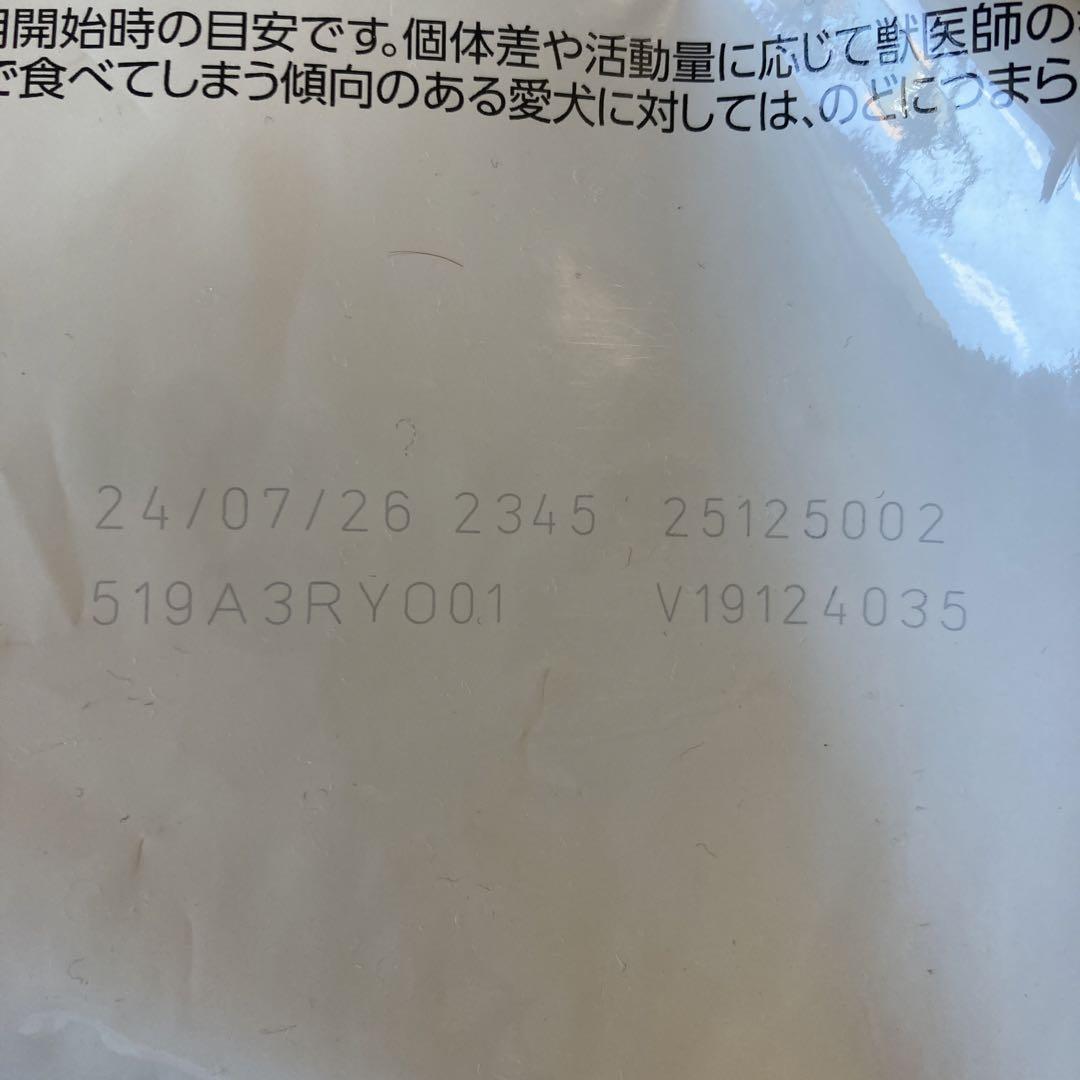 開始時の目安です。個体差や活動量に応じて獣医師の
で食べてしまう傾向のある愛犬に対しては、のどにつまら
24/07/26 2345 25125002
519A3RY001 V19124035